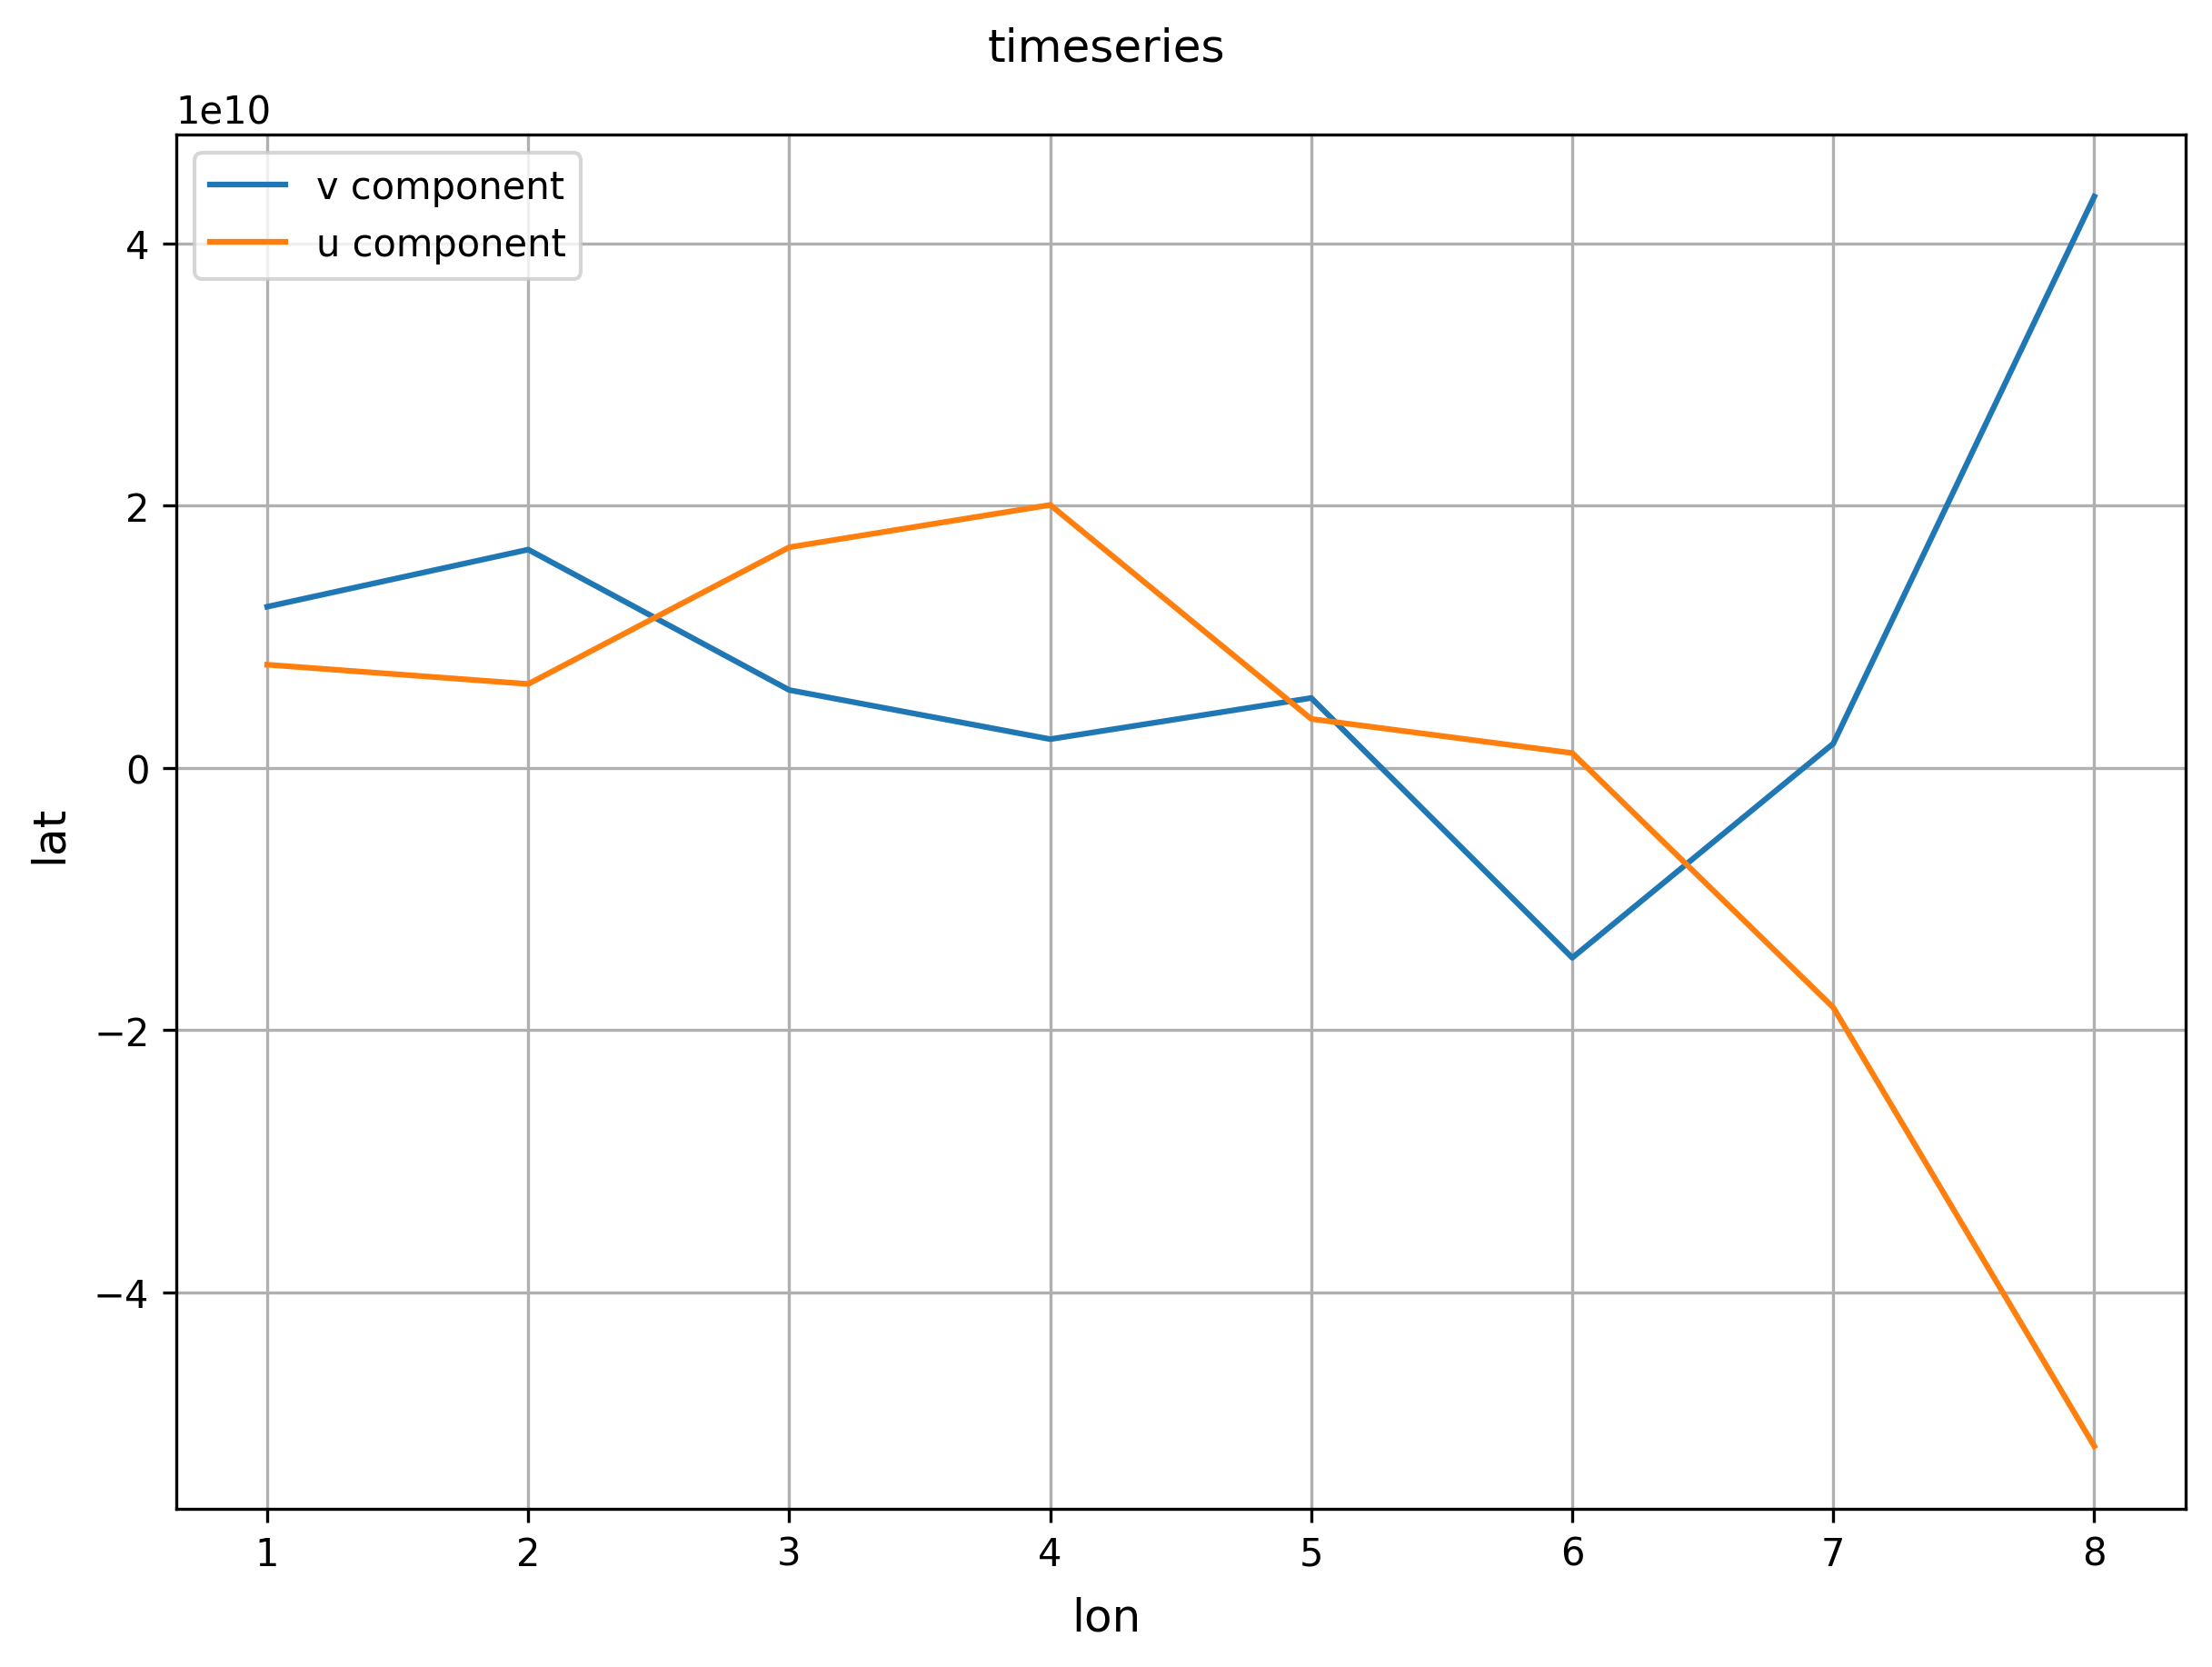 timeseries
1e10
v component
u component
4
2
0
−2
−4
lat
1 2 3 4 5 6 7 8
lon